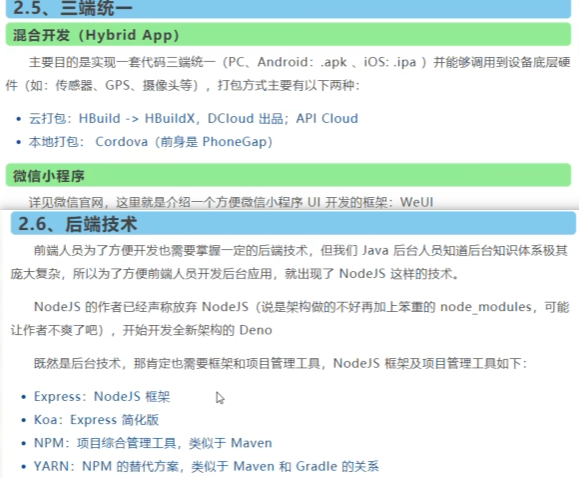 2.5、三端统一
混合开发（Hybrid App）
主要目的是实现一套代码三端统一（PC、Android：.apk 、iOS: .ipa ）并能够调用到设备底层硬
件（如：传感器、GPS、摄像头等），打包方式主要有以下两种：
云打包：HBuild -> HBuildX，DCloud 出品；API Cloud
本地打包： Cordova（前身是 PhoneGap）
微信小程序
详见微信官网，这里就是介绍一个方便微信小程序 UI 开发的框架：WeUI
2.6、后端技术
前端人员为了方便开发也需要掌握一定的后端技术，但我们 Java 后台人员知道后台知识体系极其
庞大复杂，所以为了方便前端人员开发后台应用，就出现了 NodeJS 这样的技术。
NodeJS 的作者已经声称放弃 NodeJS（说是架构做的不好再加上笨重的 node_modules，可能
让作者不爽了吧），开始开发全新架构的 Deno
既然是后台技术，那肯定也需要框架和项目管理工具，NodeJS 框架及项目管理工具如下：
Express：NodeJS 框架
Koa：Express 简化版
NPM：项目综合管理工具，类似于 Maven
YARN：NPM 的替代方案，类似于 Maven 和 Gradle 的关系